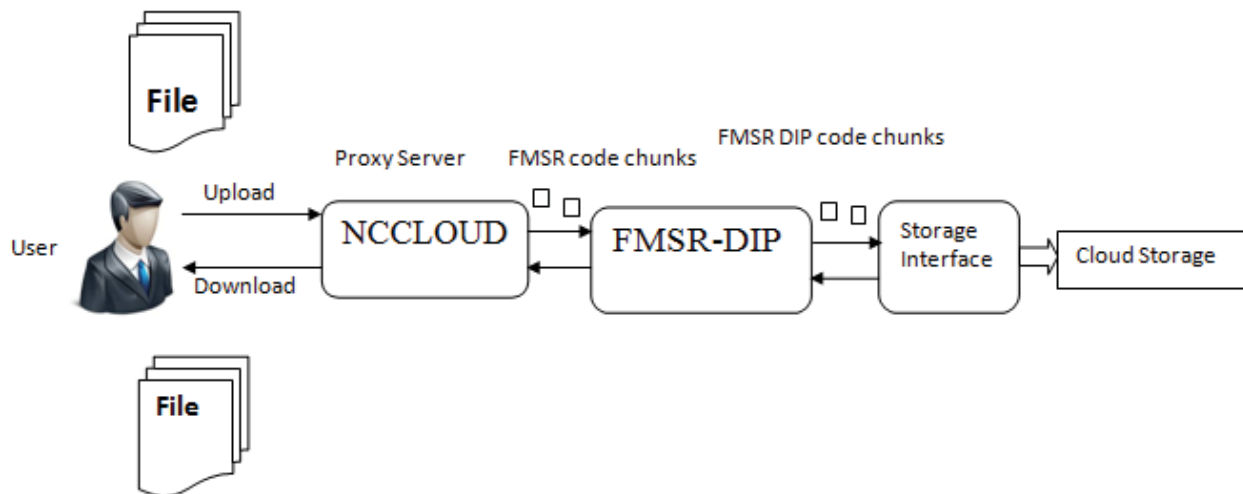 File
Proxy Server
FMSR code chunks
FMSR DIP code chunks
User
Upload
Download
NCCLOUD
FMSR-DIP
Storage
Interface
Cloud Storage
File